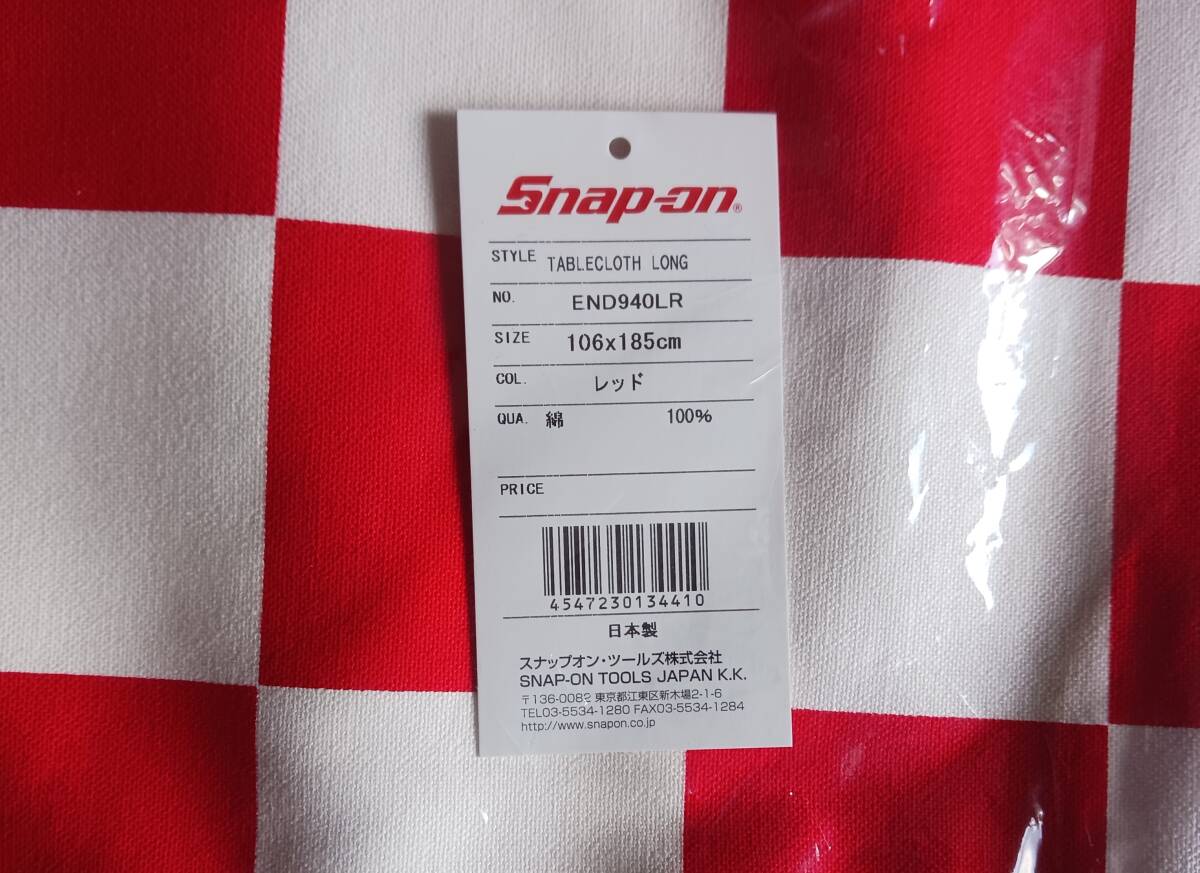 Snap-on®
STYLE TABLECLOTH LONG
NO. END940LR
SIZE 106x185cm
COL. レッド
QUA. 綿 100%
PRICE
4547230134410
日本製
スナップオン・ツールズ株式会社
SNAP-ON TOOLS JAPAN K.K.
〒136-0082 東京都江東区新木場2-1-6
TEL03-5534-1280 FAX03-5534-1284
http://www.snapon.co.jp